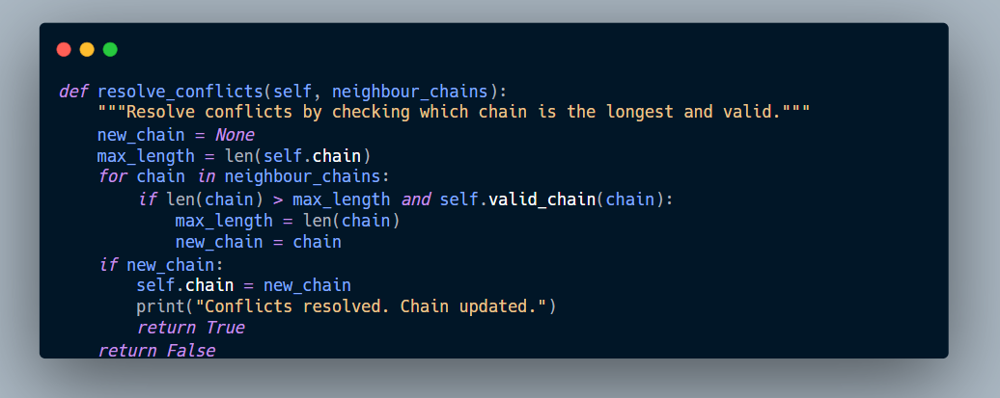 def resolve_conflicts(self, neighbour_chains):
    """Resolve conflicts by checking which chain is the longest and valid."""
    new_chain = None
    max_length = len(self.chain)
    for chain in neighbour_chains:
        if len(chain) > max_length and self.valid_chain(chain):
            max_length = len(chain)
            new_chain = chain
    if new_chain:
        self.chain = new_chain
        print("Conflicts resolved. Chain updated.")
        return True
    return False